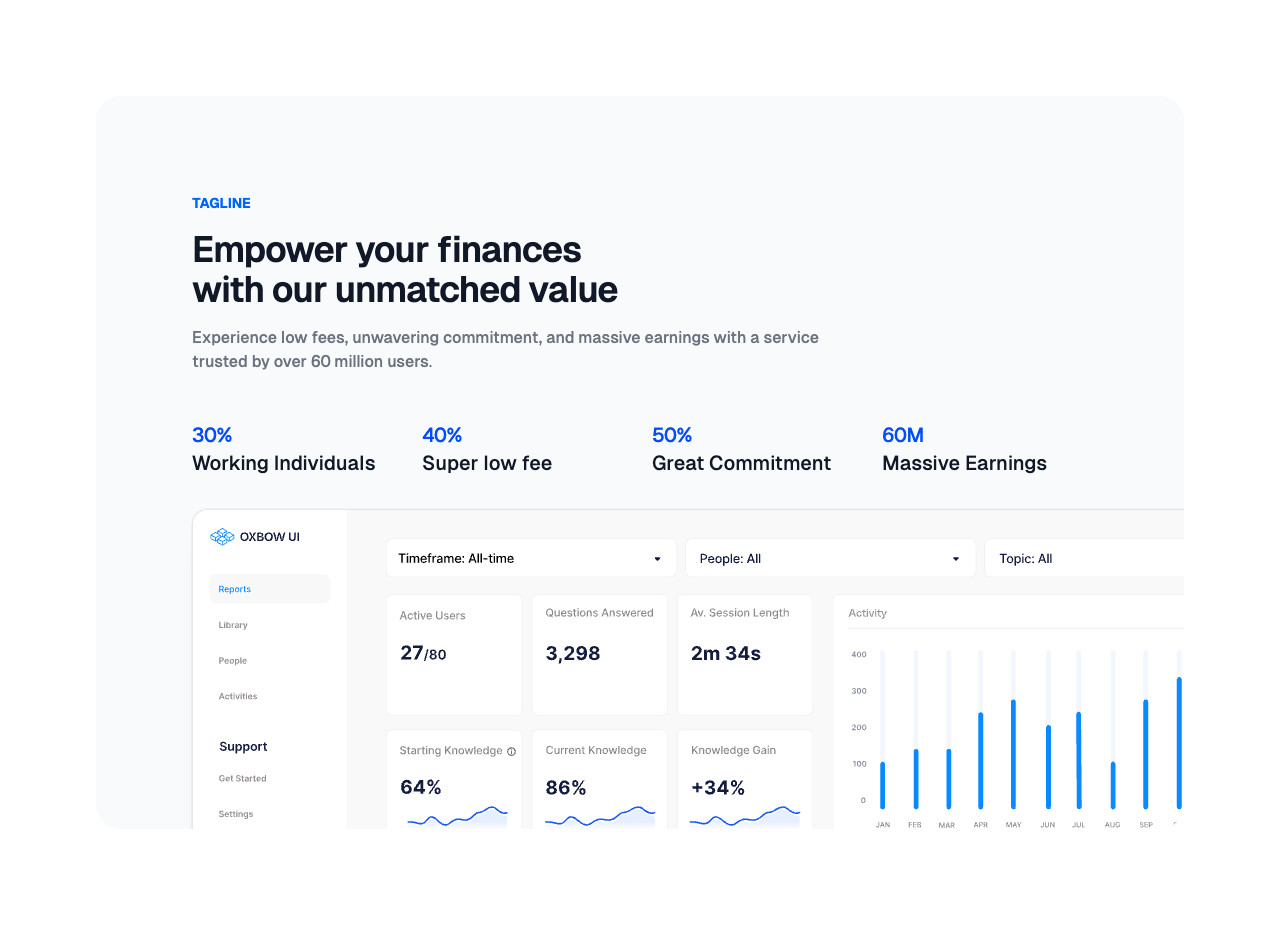 TAGLINE
Empower your finances
with our unmatched value
Experience low fees, unwavering commitment, and massive earnings with a service
trusted by over 60 million users.
30%
Working Individuals
40%
Super low fee
50%
Great Commitment
60M
Massive Earnings
OXBOW UI
Reports
Library
People
Activities
Support
Get Started
Settings
Timeframe: All-time
People: All
Topic: All
Active Users
27/80
Questions Answered
3,298
Av. Session Length
2m 34s
Starting Knowledge
64%
Current Knowledge
86%
Knowledge Gain
+34%
Activity
400
300
200
100
0
JAN FEB MAR APR MAY JUN JUL AUG SEP